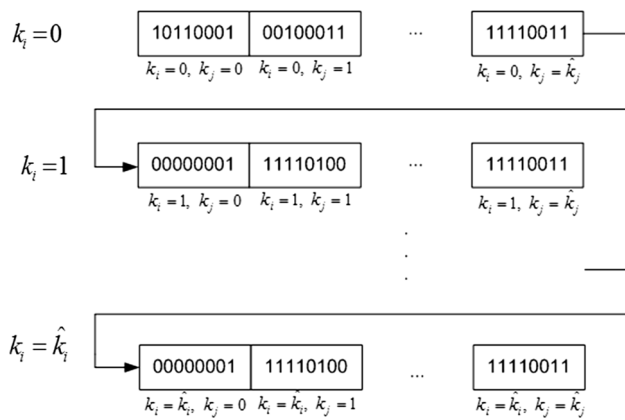 k_i=0 10110001 00100011 ... 11110011
k_i=0, k_j=0 k_i=0, k_j=1 k_i=0, k_j=k̂_j
k_i=1 00000001 11110100 ... 11110011
k_i=1, k_j=0 k_i=1, k_j=1 k_i=1, k_j=k̂_j
k_i=k̂_i 00000001 11110100 ... 11110011
k_i=k̂_i, k_j=0 k_i=k̂_i, k_j=1 k_i=k̂_i, k_j=k̂_j